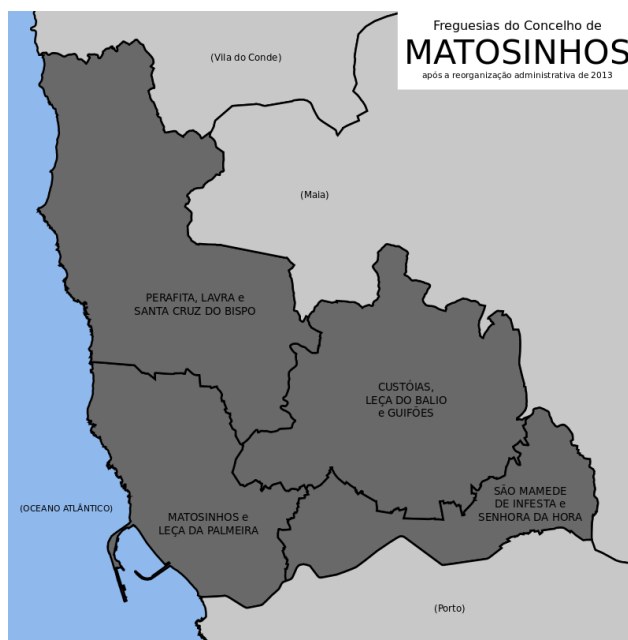 Freguesias do Concelho de
MATOSINHOS
após a reorganização administrativa de 2013
(Vila do Conde)
(Maia)
PERAFITA, LAVRA e
SANTA CRUZ DO BISPO
CUSTÓIAS,
LEÇA DO BALIO
e GUIFÕES
SÃO MAMEDE
DE INFESTA e
SENHORA DA HORA
(OCEANO ATLÂNTICO)
MATOSINHOS e
LEÇA DA PALMEIRA
(Porto)